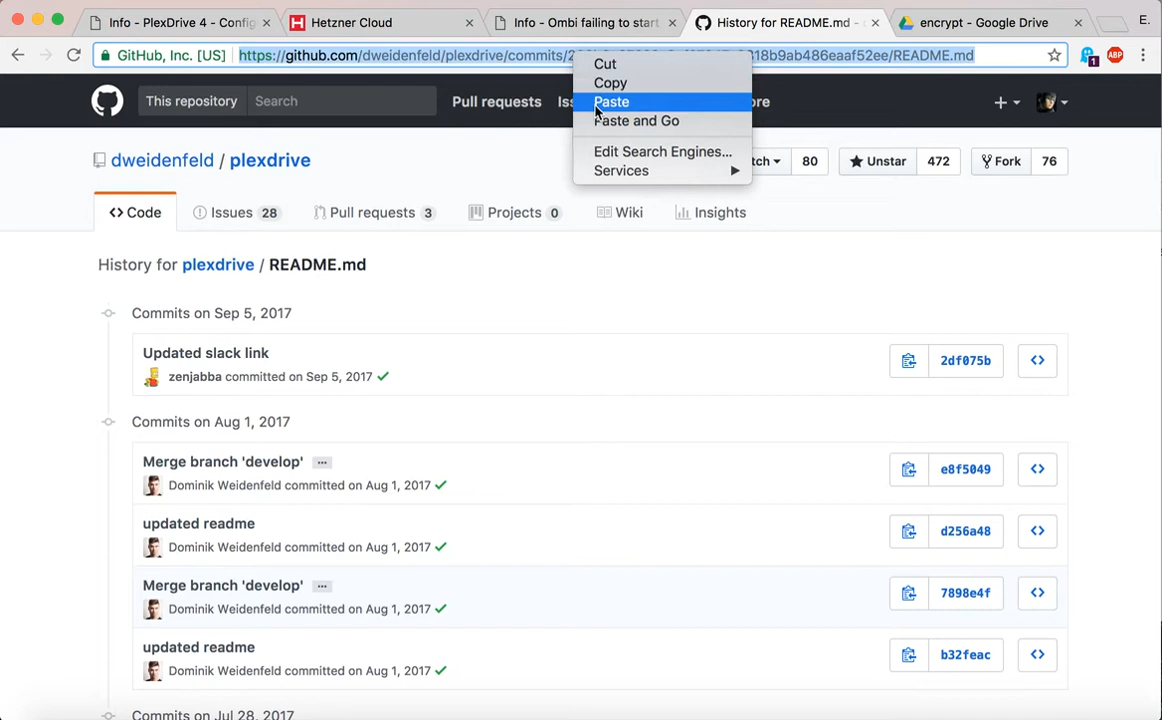 Info - PlexDrive 4 - Config
Hetzner Cloud
Info - Ombi failing to start
History for README.md -
encrypt - Google Drive
E.
GitHub, Inc. [US]
https://github.com/dweidenfeld/plexdrive/commits/
18b9ab486eaaf52ee/README.md
1
ABP
Cut
Copy
Paste
Paste and Go
Edit Search Engines...
Services
This repository
Search
Pull requests
80
Unstar
472
Fork
76
dweidenfeld / plexdrive
<> Code
Issues 28
Pull requests 3
Projects 0
Wiki
Insights
History for plexdrive / README.md
Commits on Sep 5, 2017
Updated slack link
zenjabba committed on Sep 5, 2017
2df075b
Commits on Aug 1, 2017
Merge branch 'develop' ...
Dominik Weidenfeld committed on Aug 1, 2017
e8f5049
updated readme
Dominik Weidenfeld committed on Aug 1, 2017
d256a48
Merge branch 'develop' ...
Dominik Weidenfeld committed on Aug 1, 2017
7898e4f
updated readme
Dominik Weidenfeld committed on Aug 1, 2017
b32feac
Commits on Jul 28, 2017